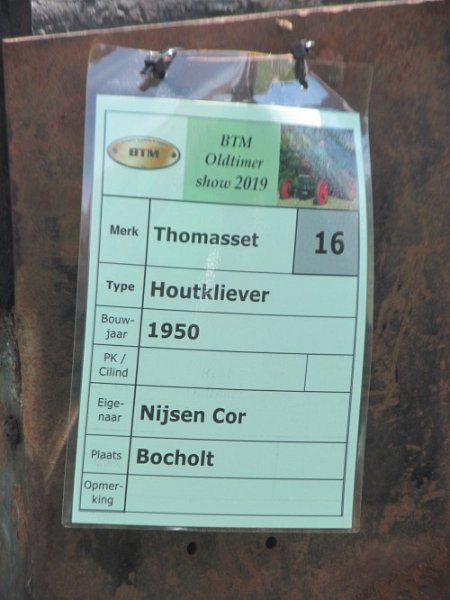 BTM
BTM
Oldtimer
show 2019
Merk Thomasset 16
Type Houtkliever
Bouw-
jaar 1950
PK /
Cilind
Eige-
naar Nijsen Cor
Plaats Bocholt
Opmer-
king